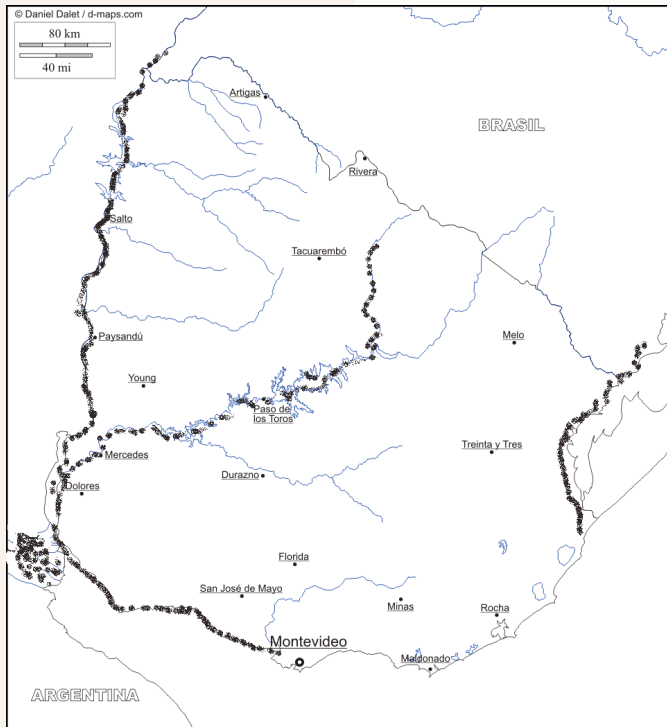 © Daniel Dalet / d-maps.com
80 km
40 mi
Artigas
BRASIL
Rivera
Salto
Tacuarembó
Paysandú
Melo
Young
Paso de
los Toros
Mercedes
Treinta y Tres
Durazno
Dolores
Florida
San José de Mayo
Minas
Rocha
Montevideo
Maldonado
ARGENTINA